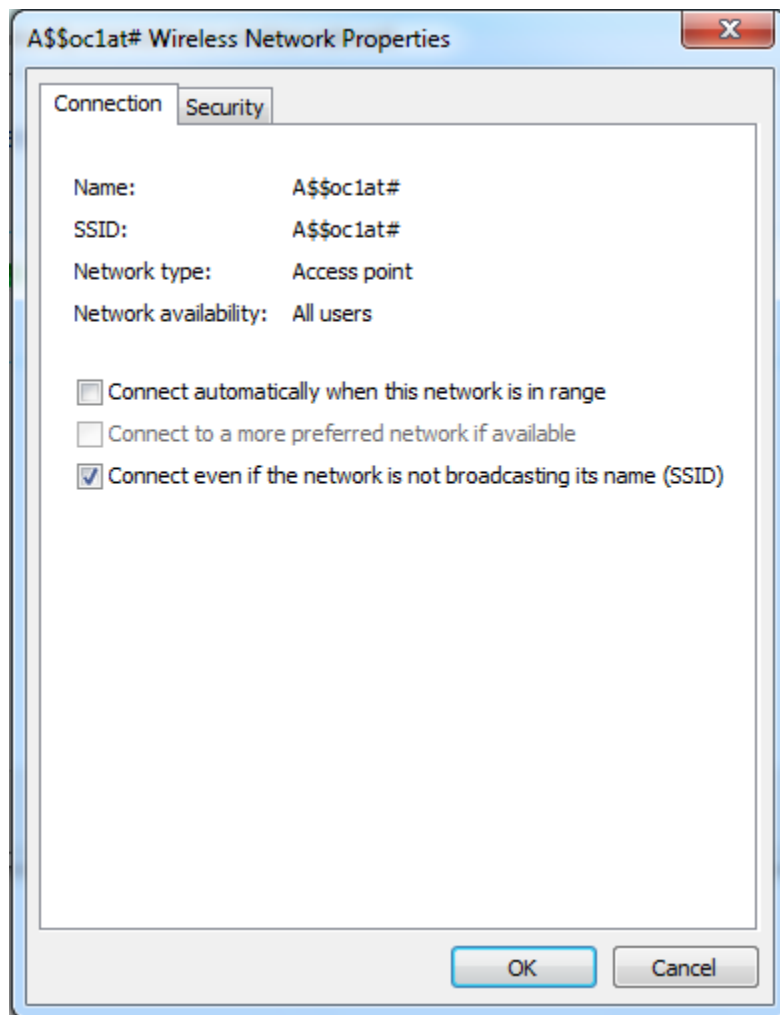 A$$oc1at# Wireless Network Properties
Connection Security
Name: A$$oc1at#
SSID: A$$oc1at#
Network type: Access point
Network availability: All users
Connect automatically when this network is in range
Connect to a more preferred network if available
Connect even if the network is not broadcasting its name (SSID)
OK Cancel